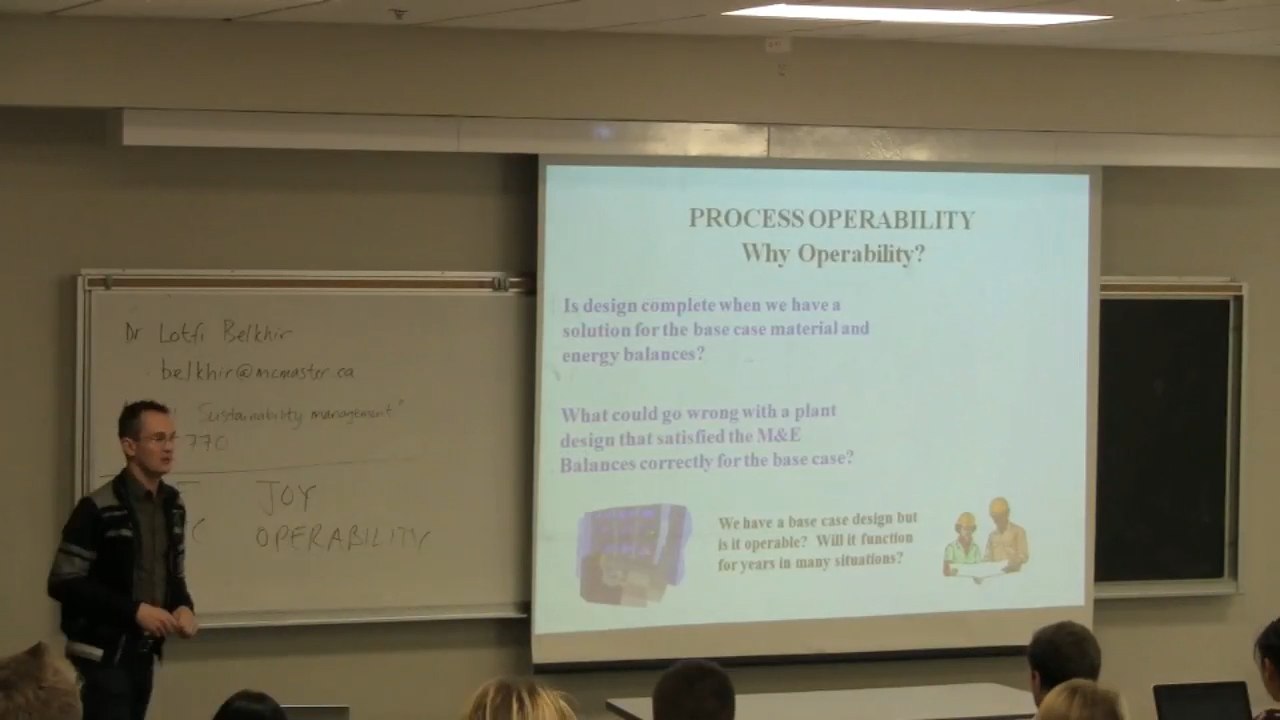 Dr Lotfi Belkhir
belkhir@mcmaster.ca
Sustainability management"
770
JOY
OPERABILITY
PROCESS OPERABILITY
Why Operability?
Is design complete when we have a
solution for the base case material and
energy balances?
What could go wrong with a plant
design that satisfied the M&E
Balances correctly for the base case?
We have a base case design but
is it operable? Will it function
for years in many situations?